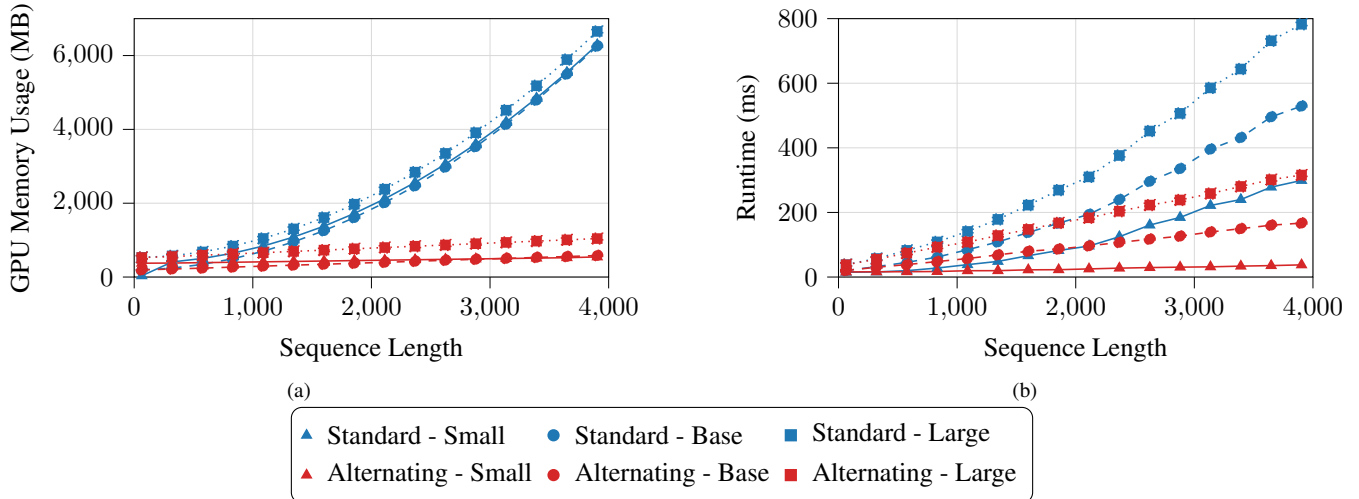 GPU Memory Usage (MB)
6,000
4,000
2,000
0
0 1,000 2,000 3,000 4,000
Sequence Length
(a)
Runtime (ms)
800
600
400
200
0
0 1,000 2,000 3,000 4,000
Sequence Length
(b)
Standard - Small Standard - Base Standard - Large
Alternating - Small Alternating - Base Alternating - Large